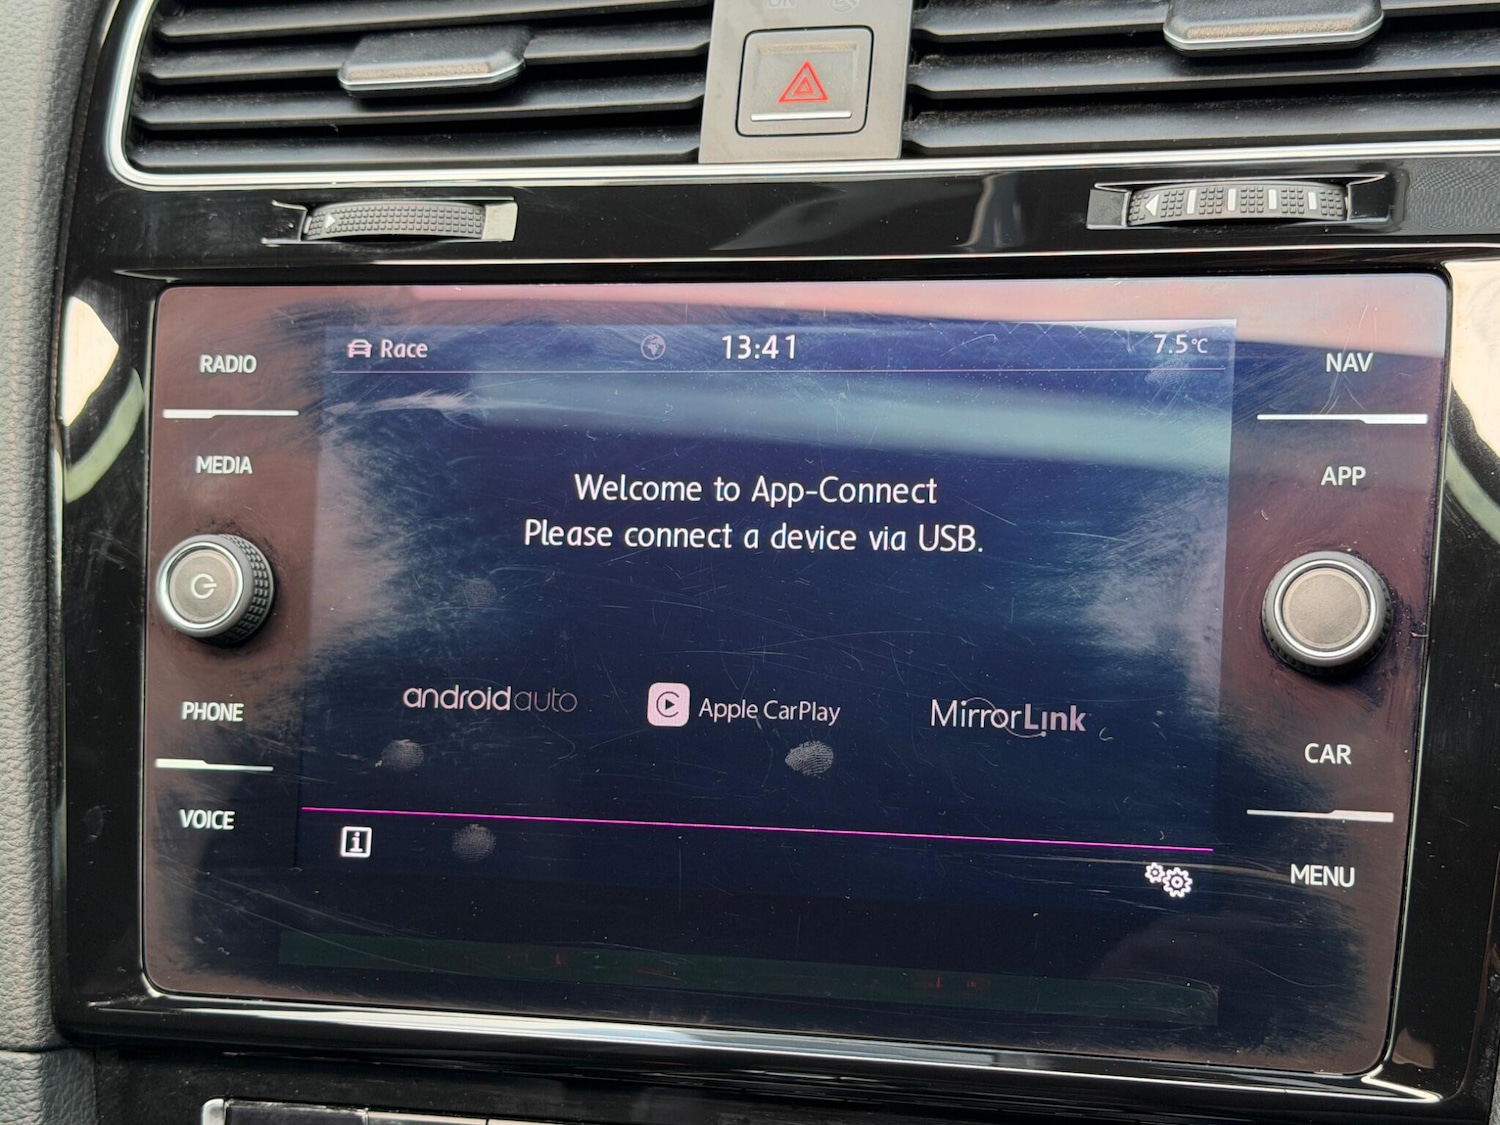 RADIO
MEDIA
PHONE
VOICE
Race
13:41
7.5°C
Welcome to App-Connect
Please connect a device via USB.
androidauto
Apple CarPlay
MirrorLink
i
NAV
APP
CAR
MENU